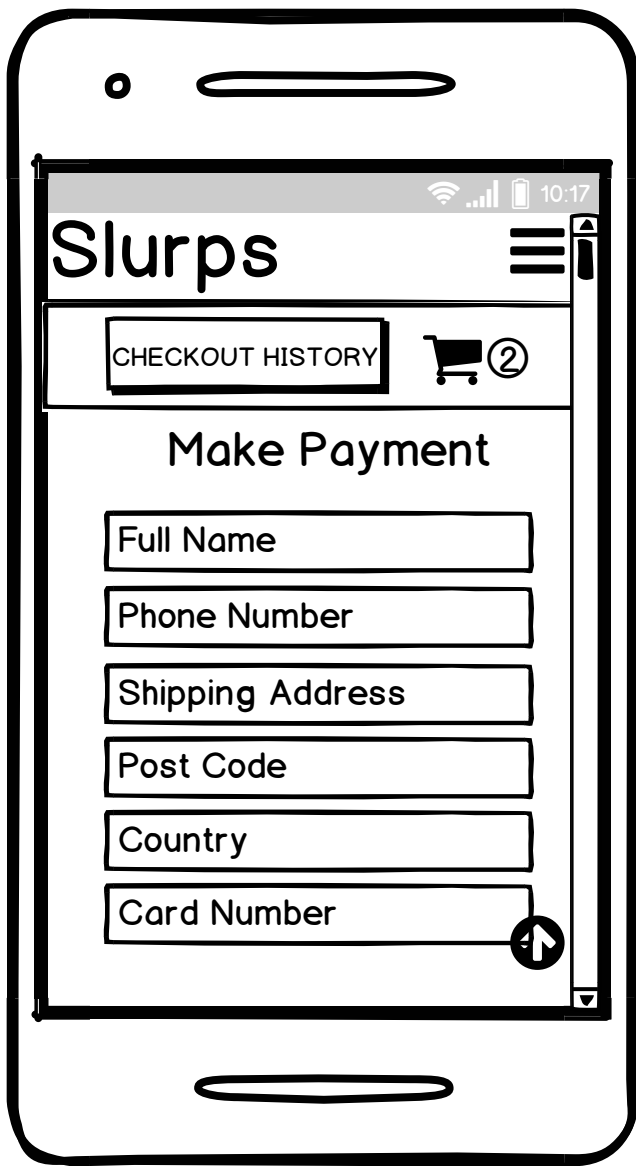 10:17
Slurps
CHECKOUT HISTORY 2
Make Payment
Full Name
Phone Number
Shipping Address
Post Code
Country
Card Number